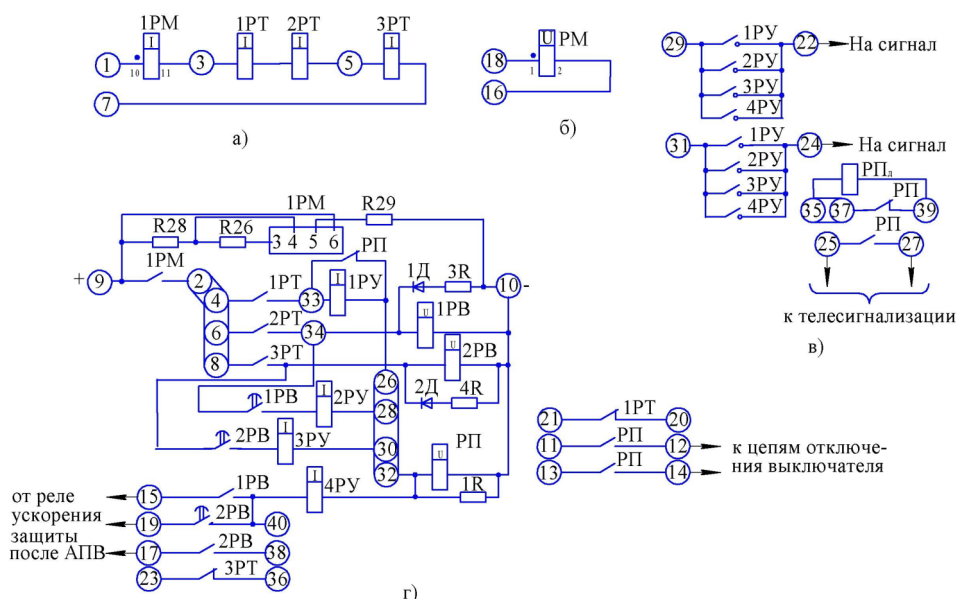 1РМ 1РТ 2РТ 3РТ
I I I I
1 10 11 3 5
7
а)
U РМ
18 1 2
16
б)
29 1РУ 22 На сигнал
2РУ
3РУ
4РУ
31 1РУ 24 На сигнал
2РУ
3РУ
4РУ
РПд
РП
35 37 39
РП
25 27
к телесигнализации
в)
1РМ R29
R28 R26 3 4 5 6
РП
+ 9 1РМ 2 1РТ 33 I 1РУ 1Д 3R 10 -
4
6 2РТ 34 U 1РВ
8 3РТ U 2РВ
26
1РВ I 2РУ 28 2Д 4R
2РВ I 3РУ 30
32 U РП
1R
от реле
ускорения
защиты
после АПВ
15 1РВ I 4РУ
19 2РВ 40
17 2РВ 38
23 3РТ 36
г)
21 1РТ 20
11 РП 12
13 РП 14
к цепям отключе-
ния выключателя